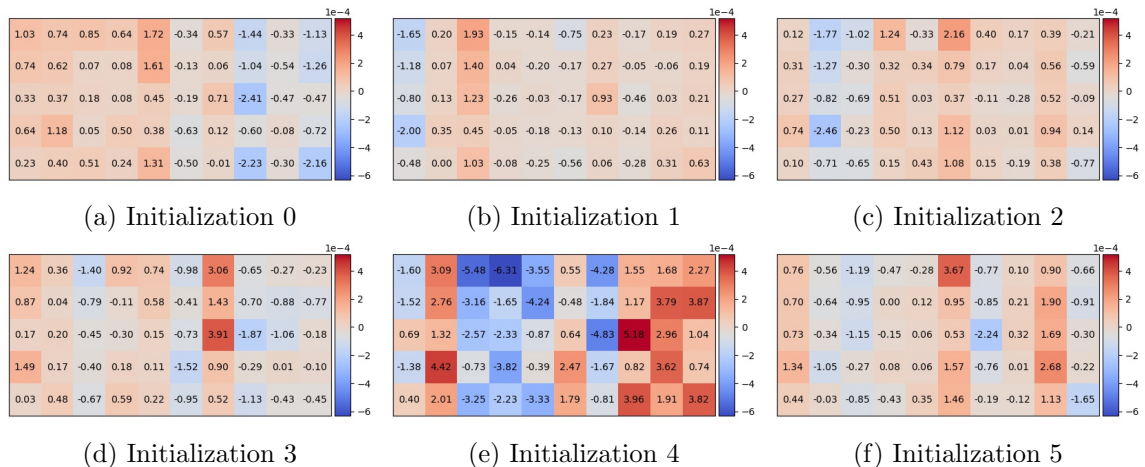 1e−4
1e−4
1e−4
1.03 0.74 0.85 0.64 1.72 -0.34 0.57 -1.44 -0.33 -1.13
0.74 0.62 0.07 0.08 1.61 -0.13 0.06 -1.04 -0.54 -1.26
0.33 0.37 0.18 0.08 0.45 -0.19 0.71 -2.41 -0.47 -0.47
0.64 1.18 0.05 0.50 0.38 -0.63 0.12 -0.60 -0.08 -0.72
0.23 0.40 0.51 0.24 1.31 -0.50 -0.01 -2.23 -0.30 -2.16
4
2
0
−2
−4
−6
(a) Initialization 0
-1.65 0.20 1.93 -0.15 -0.14 -0.75 0.23 -0.17 0.19 0.27
-1.18 0.07 1.40 0.04 -0.20 -0.17 0.27 -0.05 -0.06 0.19
-0.80 0.13 1.23 -0.26 -0.03 -0.17 0.93 -0.46 0.03 0.21
-2.00 0.35 0.45 -0.05 -0.18 -0.13 0.10 -0.14 0.26 0.11
-0.48 0.00 1.03 -0.08 -0.25 -0.56 0.06 -0.28 0.31 0.63
4
2
0
−2
−4
−6
(b) Initialization 1
0.12 -1.77 -1.02 1.24 -0.33 2.16 0.40 0.17 0.39 -0.21
0.31 -1.27 -0.30 0.32 0.34 0.79 0.17 0.04 0.56 -0.59
0.27 -0.82 -0.69 0.51 0.03 0.37 -0.11 -0.28 0.52 -0.09
0.74 -2.46 -0.23 0.50 0.13 1.12 0.03 0.01 0.94 0.14
0.10 -0.71 -0.65 0.15 0.43 1.08 0.15 -0.19 0.38 -0.77
4
2
0
−2
−4
−6
(c) Initialization 2
1e−4
1e−4
1e−4
1.24 0.36 -1.40 0.92 0.74 -0.98 3.06 -0.65 -0.27 -0.23
0.87 0.04 -0.79 -0.11 0.58 -0.41 1.43 -0.70 -0.88 -0.77
0.17 0.20 -0.45 -0.30 0.15 -0.73 3.91 -1.87 -1.06 -0.18
1.49 0.17 -0.40 0.18 0.11 -1.52 0.90 -0.29 0.01 -0.10
0.03 0.48 -0.67 0.59 0.22 -0.95 0.52 -1.13 -0.43 -0.45
4
2
0
−2
−4
−6
(d) Initialization 3
-1.60 3.09 -5.48 -6.31 -3.55 0.55 -4.28 1.55 1.68 2.27
-1.52 2.76 -3.16 -1.65 -4.24 -0.48 -1.84 1.17 3.79 3.87
0.69 1.32 -2.57 -2.33 -0.87 0.64 -4.83 5.18 2.96 1.04
-1.38 4.42 -0.73 -3.82 -0.39 2.47 -1.67 0.82 3.62 0.74
0.40 2.01 -3.25 -2.23 -3.33 1.79 -0.81 3.96 1.91 3.82
4
2
0
−2
−4
−6
(e) Initialization 4
0.76 -0.56 -1.19 -0.47 -0.28 3.67 -0.77 0.10 0.90 -0.66
0.70 -0.64 -0.95 0.00 0.12 0.95 -0.85 0.21 1.90 -0.91
0.73 -0.34 -1.15 -0.15 0.06 0.53 -2.24 0.32 1.69 -0.30
1.34 -1.05 -0.27 0.08 0.06 1.57 -0.76 0.01 2.68 -0.22
0.44 -0.03 -0.85 -0.43 0.35 1.46 -0.19 -0.12 1.13 -1.65
4
2
0
−2
−4
−6
(f) Initialization 5